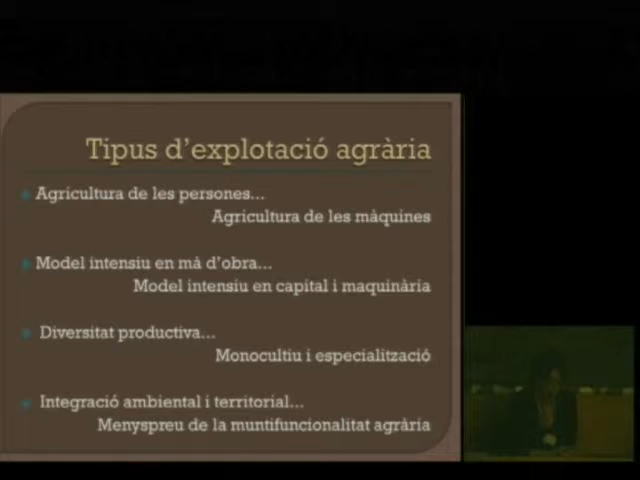 Tipus d'explotació agrària
Agricultura de les persones...
Agricultura de les màquines
Model intensiu en mà d'obra...
Model intensiu en capital i maquinària
Diversitat productiva...
Monocultiu i especialització
Integració ambiental i territorial...
Menyspreu de la muntifuncionalitat agrària